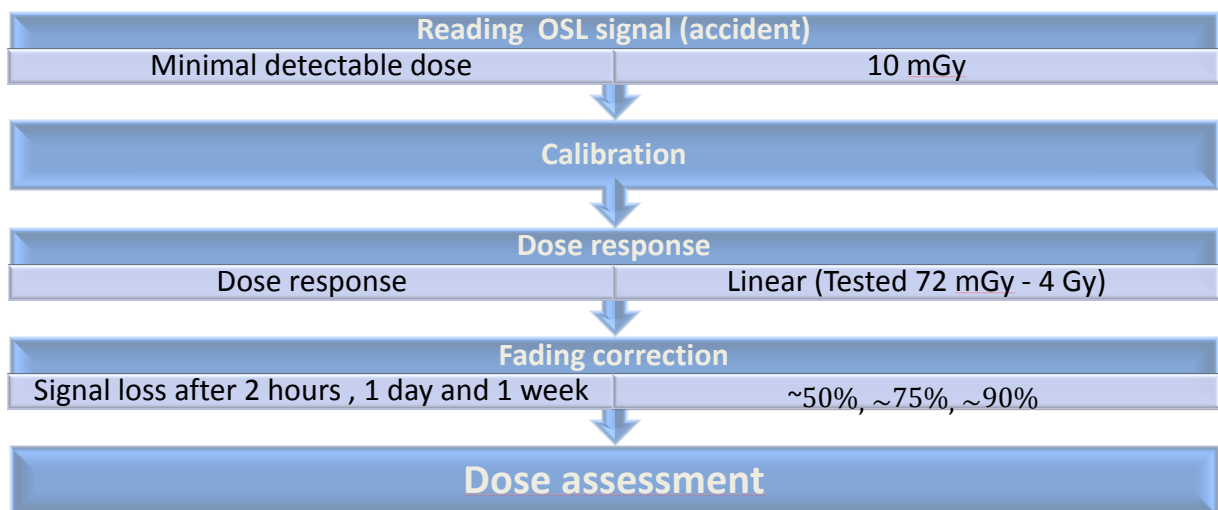 Reading OSL signal (accident)
Minimal detectable dose 10 mGy
Calibration
Dose response
Dose response Linear (Tested 72 mGy - 4 Gy)
Fading correction
Signal loss after 2 hours , 1 day and 1 week ~50%, ~75%, ~90%
Dose assessment